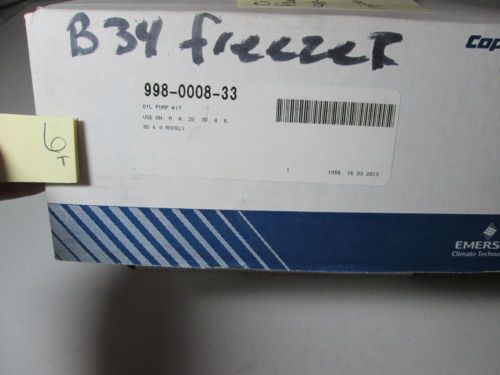 B34 freezer
Cop
998-0008-33
OIL PUMP KIT
USE ON: M, N, 2D, 3D, 4, 6,
8D & 9 MODELS
1 1056 16 03 2013
6
T
EMERS
Climate Techno